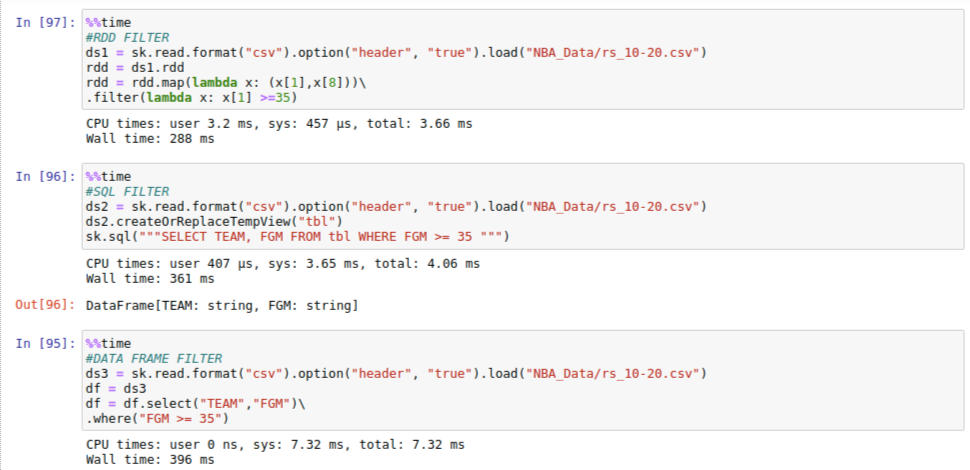 In [97]: %%time
#RDD FILTER
ds1 = sk.read.format("csv").option("header", "true").load("NBA_Data/rs_10-20.csv")
rdd = ds1.rdd
rdd = rdd.map(lambda x: (x[1],x[8]))\
.filter(lambda x: x[1] >=35)
CPU times: user 3.2 ms, sys: 457 µs, total: 3.66 ms
Wall time: 288 ms
In [96]: %%time
#SQL FILTER
ds2 = sk.read.format("csv").option("header", "true").load("NBA_Data/rs_10-20.csv")
ds2.createOrReplaceTempView("tbl")
sk.sql("""SELECT TEAM, FGM FROM tbl WHERE FGM >= 35 """)
CPU times: user 407 µs, sys: 3.65 ms, total: 4.06 ms
Wall time: 361 ms
Out[96]: DataFrame[TEAM: string, FGM: string]
In [95]: %%time
#DATA FRAME FILTER
ds3 = sk.read.format("csv").option("header", "true").load("NBA_Data/rs_10-20.csv")
df = ds3
df = df.select("TEAM","FGM")\
.where("FGM >= 35")
CPU times: user 0 ns, sys: 7.32 ms, total: 7.32 ms
Wall time: 396 ms